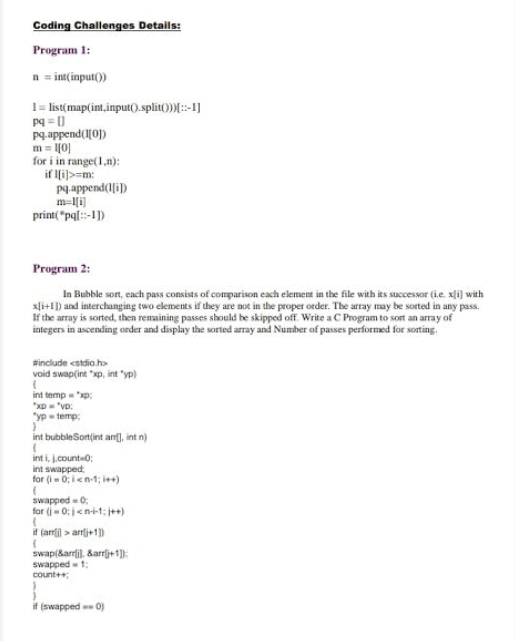 Coding Challenges Details:
Program 1:
n = int(input())
l = list(map(int,input().split()))[::-1]
pq = []
pq.append(l[0])
m = l[0]
for i in range(1,n):
if l[i]>=m:
pq.append(l[i])
m=l[i]
print(*pq[::-1])
Program 2:
In Bubble sort, each pass consists of comparison each element in the file with its successor (i.e. x[i] with
x[i+1]) and interchanging two elements if they are not in the proper order. The array may be sorted in any pass.
If the array is sorted, then remaining passes should be skipped off. Write a C Program to sort an array of
integers in ascending order and display the sorted array and Number of passes performed for sorting.
#include <stdio.h>
void swap(int *xp, int *yp)
{
int temp = *xp;
*xp = *yp;
*yp = temp;
}
int bubbleSort(int arr[], int n)
{
int i, j,count=0;
int swapped;
for (i = 0; i < n-1; i++)
{
swapped = 0;
for (j = 0; j < n-i-1; j++)
{
if (arr[j] > arr[j+1])
{
swap(&arr[j], &arr[j+1]);
swapped = 1;
count++;
}
}
if (swapped == 0)